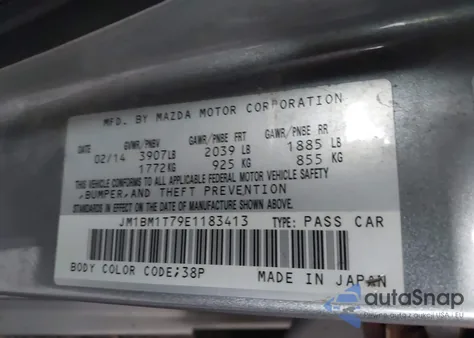 MFD. BY MAZDA MOTOR CORPORATION
DATE GVWR/PNBV GAWR/PNBE FRT GAWR/PNBE RR
02/14 3907LB 2039 LB 1885 LB
1772KG 925 KG 855 KG
THIS VEHICLE CONFORMS TO ALL APPLICABLE FEDERAL MOTOR VEHICLE SAFETY
,BUMPER,AND THEFT PREVENTION
STANDARDS IN EFFECT ON THE DATE OF MANUFACTURE SHOWN ABOVE.
JM1BM1T79E1183413 TYPE: PASS CAR
BODY COLOR CODE;38P MADE IN JAPAN
autoSnap